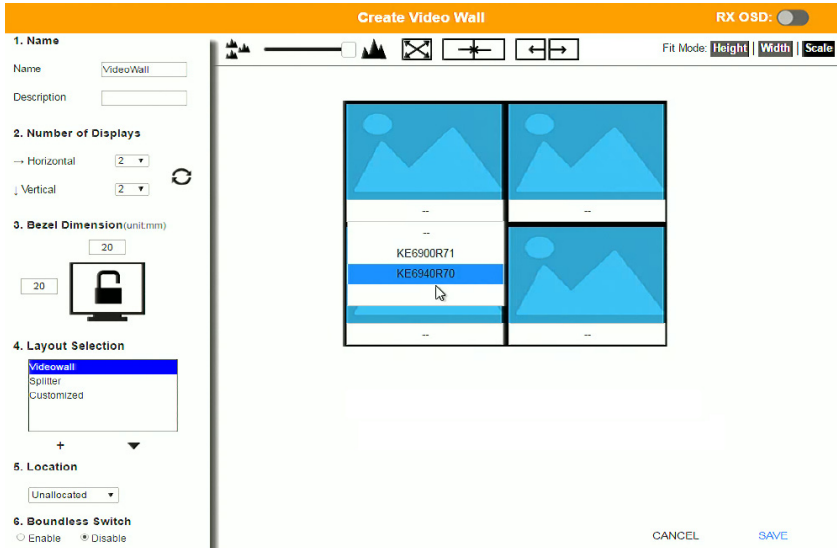 Create Video Wall
RX OSD:
1. Name
Name VideoWall
Description
2. Number of Displays
→ Horizontal 2
↓ Vertical 2
3. Bezel Dimension(unit:mm)
20
20
4. Layout Selection
Videowall
Splitter
Customized
+
5. Location
Unallocated
6. Boundless Switch
Enable Disable
Fit Mode: Height | Width | Scale
-- --
--
KE6900R71
KE6940R70
-- --
CANCEL SAVE